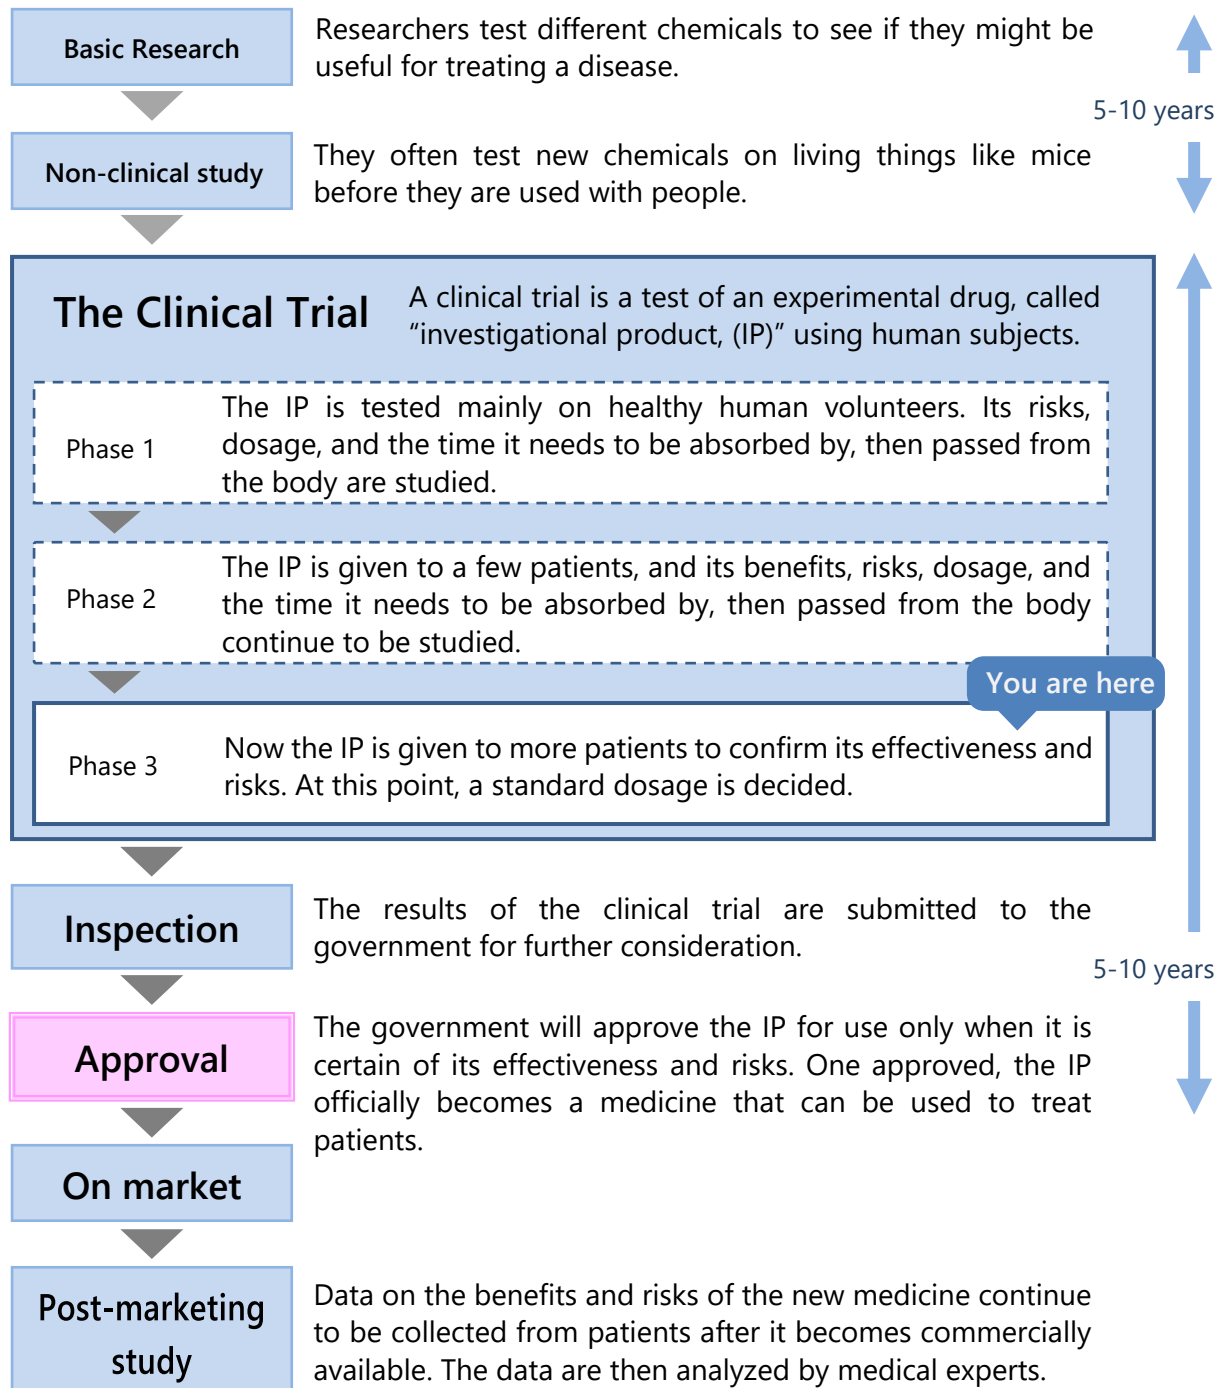 Basic Research
Researchers test different chemicals to see if they might be
useful for treating a disease.
5-10 years
Non-clinical study
They often test new chemicals on living things like mice
before they are used with people.
The Clinical Trial
A clinical trial is a test of an experimental drug, called
“investigational product, (IP)” using human subjects.
Phase 1
The IP is tested mainly on healthy human volunteers. Its risks,
dosage, and the time it needs to be absorbed by, then passed from
the body are studied.
Phase 2
The IP is given to a few patients, and its benefits, risks, dosage, and
the time it needs to be absorbed by, then passed from the body
continue to be studied.
You are here
Phase 3
Now the IP is given to more patients to confirm its effectiveness and
risks. At this point, a standard dosage is decided.
Inspection
The results of the clinical trial are submitted to the
government for further consideration.
5-10 years
Approval
The government will approve the IP for use only when it is
certain of its effectiveness and risks. One approved, the IP
officially becomes a medicine that can be used to treat
patients.
On market
Post-marketing
study
Data on the benefits and risks of the new medicine continue
to be collected from patients after it becomes commercially
available. The data are then analyzed by medical experts.